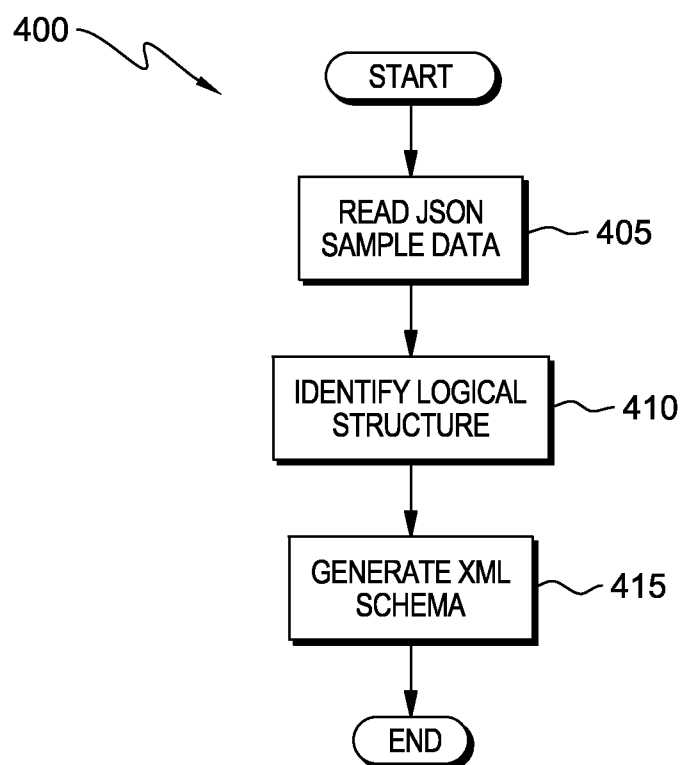 400
START
READ JSON
SAMPLE DATA
405
IDENTIFY LOGICAL
STRUCTURE
410
GENERATE XML
SCHEMA
415
END